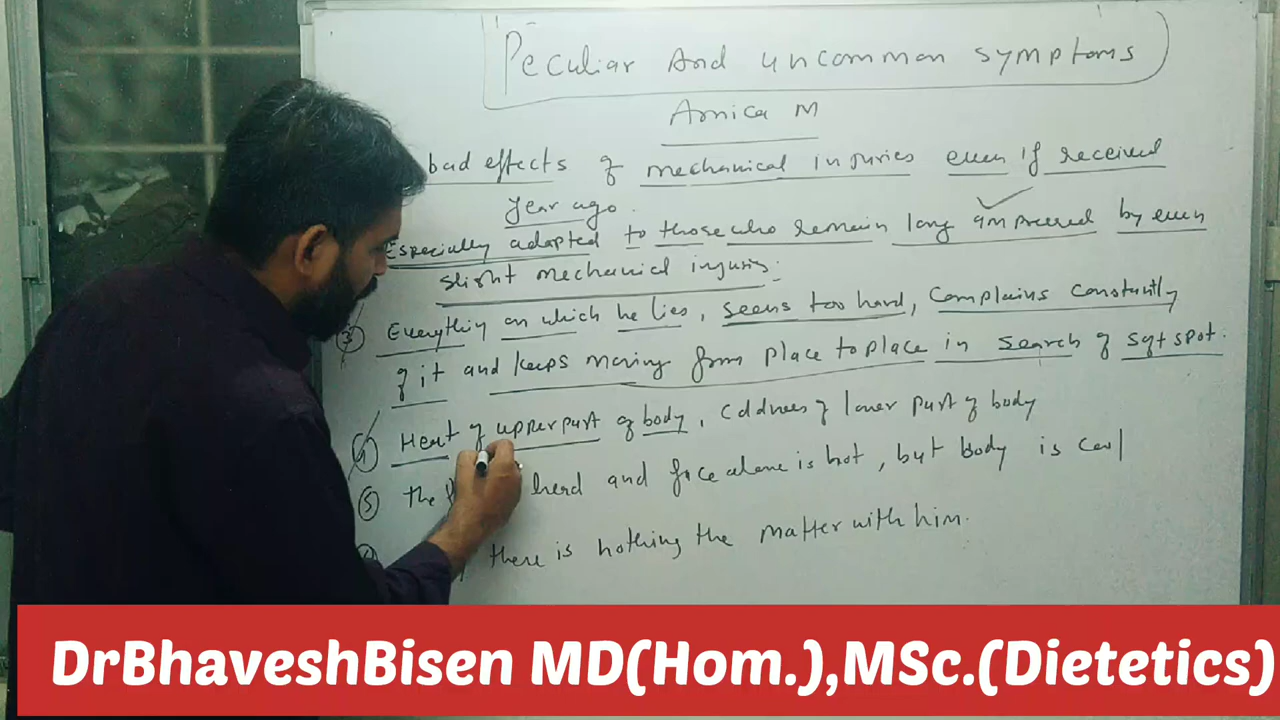 Peculiar And uncommon symptoms
Arnica M
bad effects of mechanical injuries even if received
year ago.
Especially adapted to those who remain long impressed by even
slight mechanical injuries.
③ Everything on which he lies, seems too hard, complains constantly
of it and keeps moving from place to place in search of sqt spot.
④ Heat of upper part of body, coldness of lower part of body
⑤ the head and face alone is hot, but body is cool
there is nothing the matter with him.
DrBhaveshBisen MD(Hom.),MSc.(Dietetics)